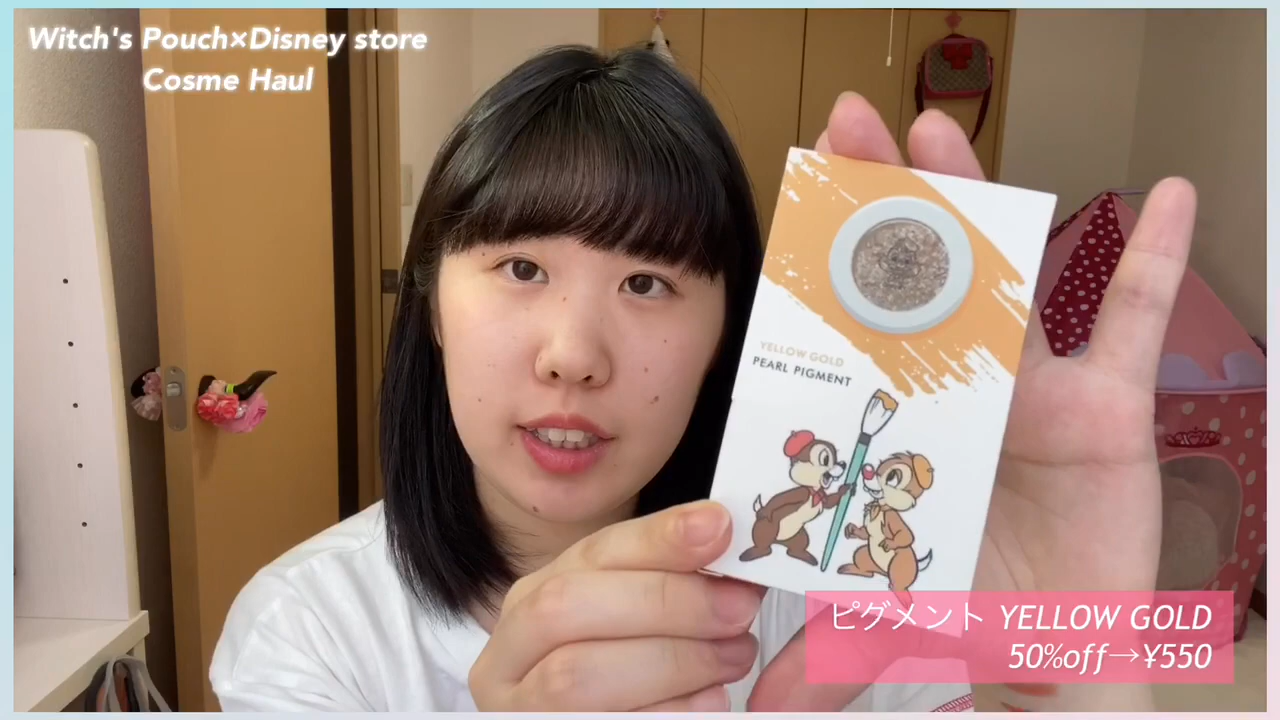 Witch's Pouch×Disney store
Cosme Haul
YELLOW GOLD
PEARL PIGMENT
ピグメント YELLOW GOLD
50%off→¥550